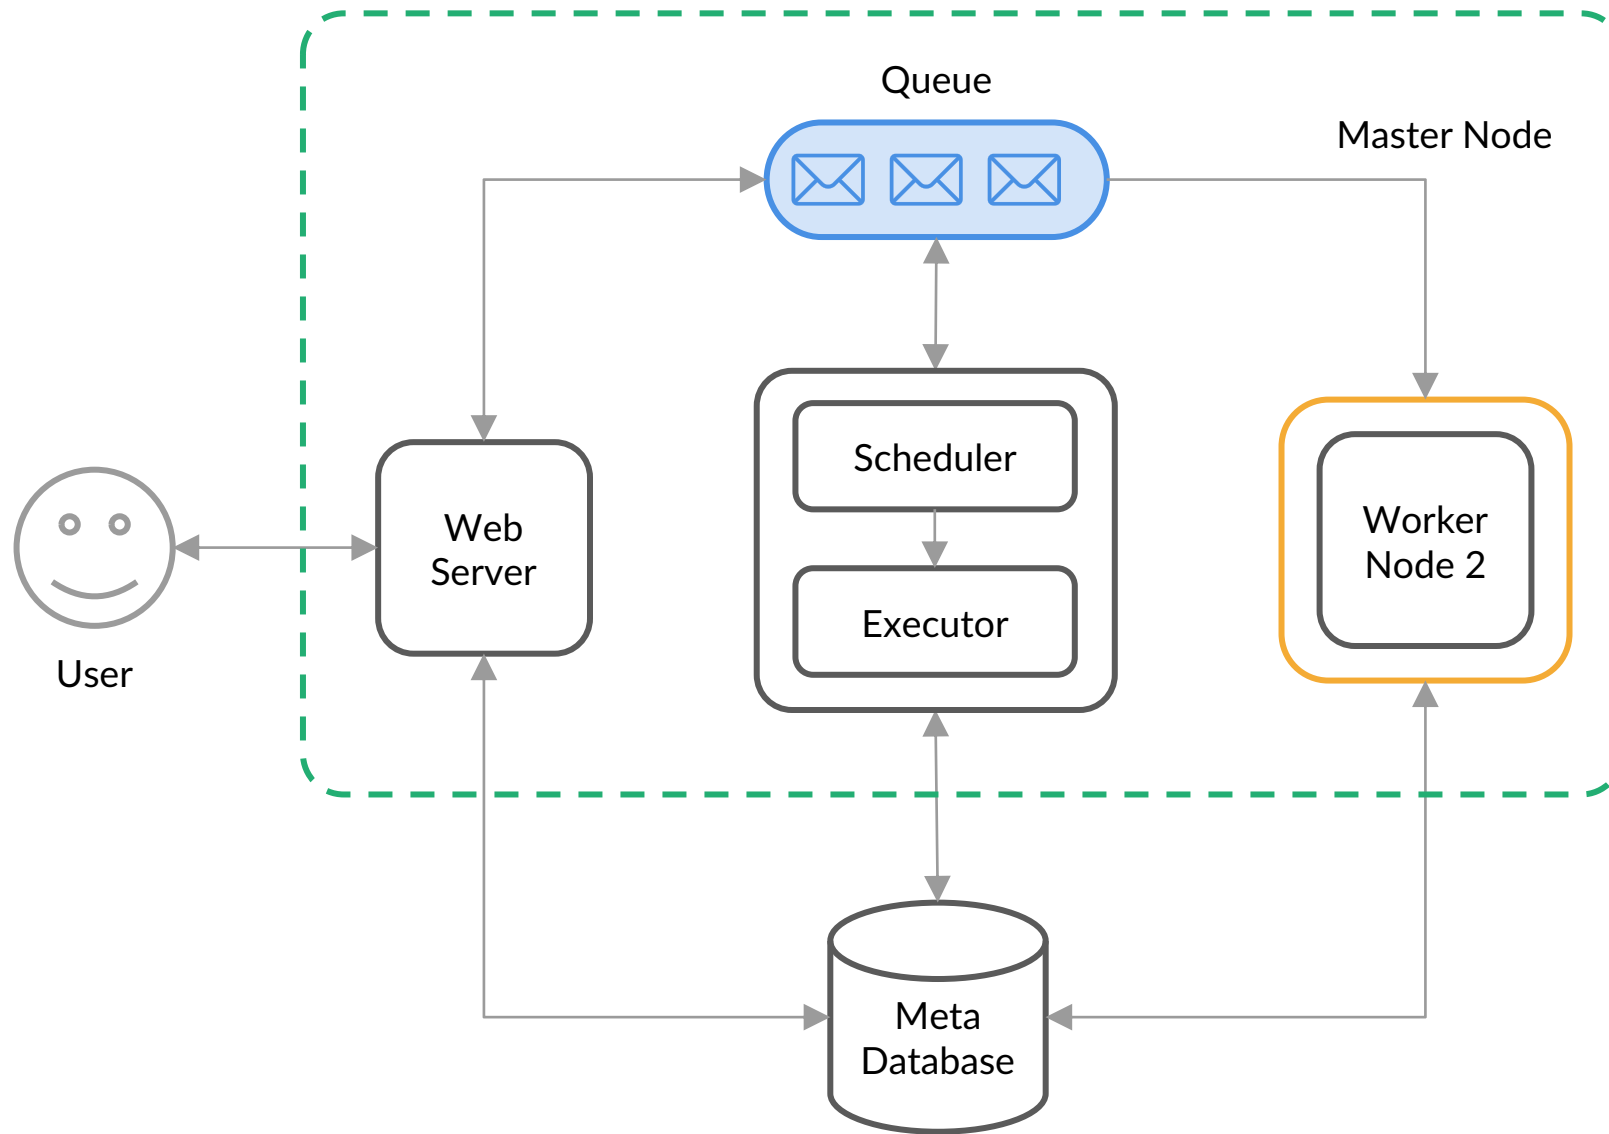 Queue
Master Node
Scheduler
Web
Server
Executor
Worker
Node 2
User
Meta
Database